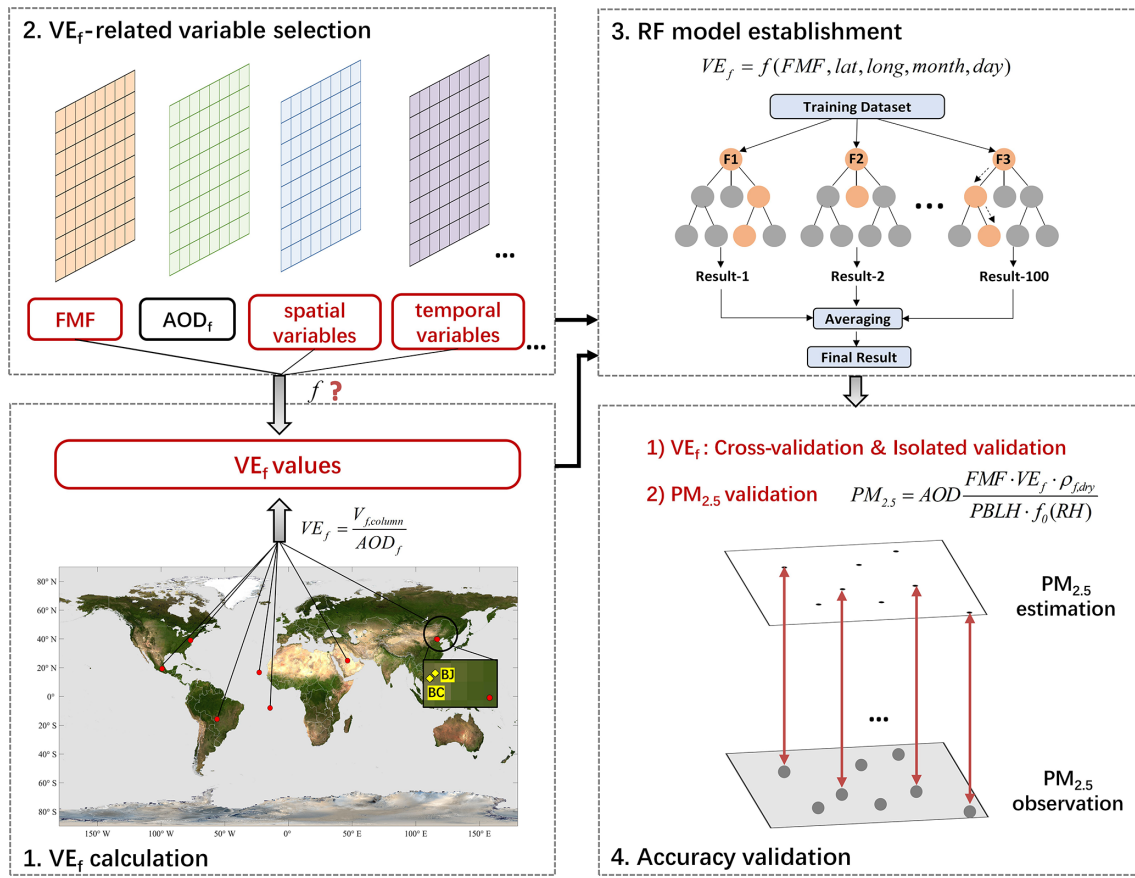 2. VEf-related variable selection
...
FMF
AODf
spatial
variables
temporal
variables
...
f ?
VEf values
VEf = Vf,column / AODf
80° N
60° N
40° N
20° N
0°
20° S
40° S
60° S
80° S
150° W
100° W
50° W
0°
50° E
100° E
150° E
BJ
BC
1. VEf calculation
3. RF model establishment
VEf = f(FMF, lat, long, month, day)
Training Dataset
F1
F2
F3
...
Result-1
Result-2
Result-100
Averaging
Final Result
1) VEf : Cross-validation & Isolated validation
2) PM2.5 validation
PM2.5 = AOD FMF · VEf · ρf,dry / PBLH · f0(RH)
PM2.5
estimation
...
PM2.5
observation
4. Accuracy validation